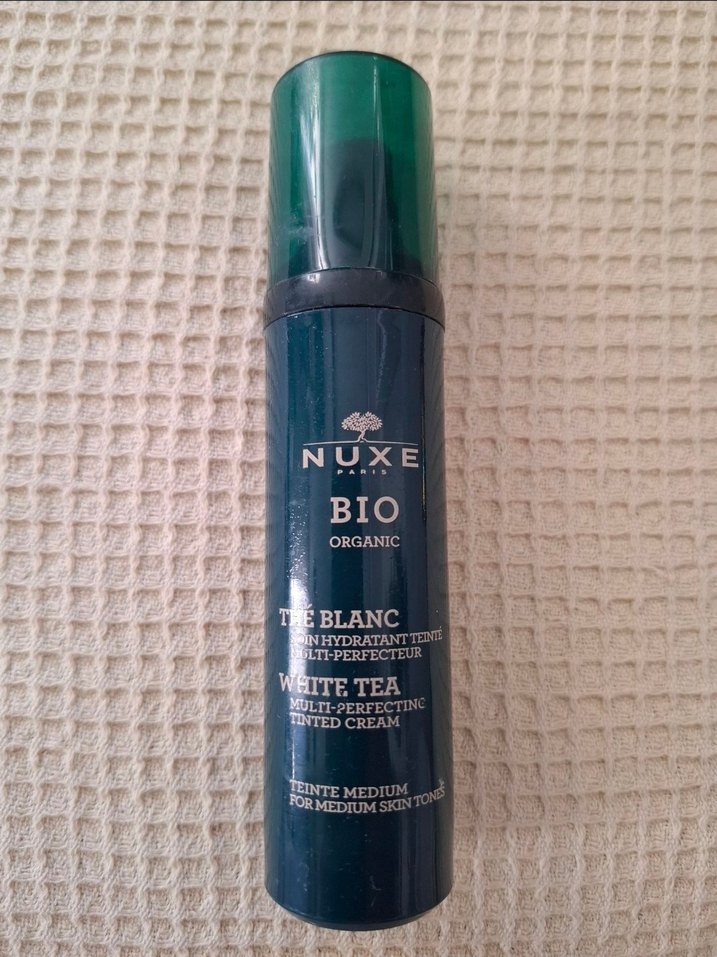 NUXE
PARIS
BIO
ORGANIC
THÉ BLANC
SOIN HYDRATANT TEINTÉ
MULTI-PERFECTEUR
WHITE TEA
MULTI-PERFECTING
TINTED CREAM
TEINTE MEDIUM
FOR MEDIUM SKIN TONES